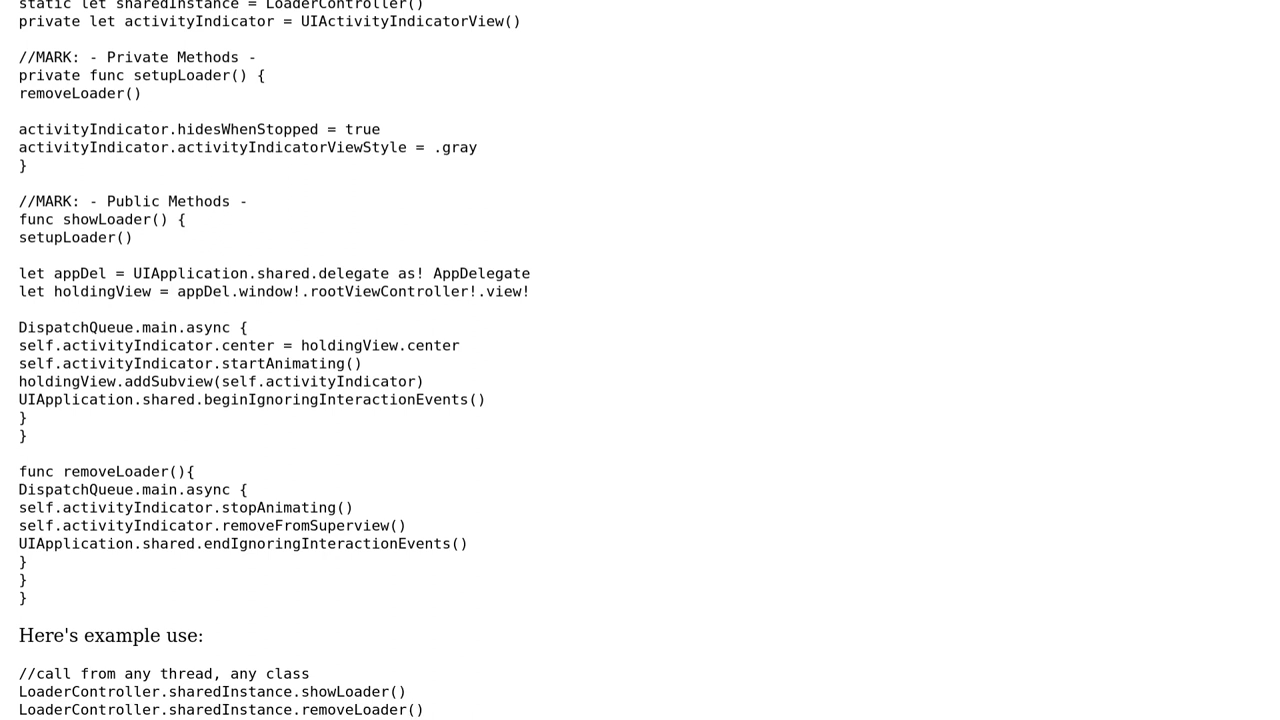 static let sharedInstance = LoaderController()
private let activityIndicator = UIActivityIndicatorView()

//MARK: - Private Methods -
private func setupLoader() {
removeLoader()

activityIndicator.hidesWhenStopped = true
activityIndicator.activityIndicatorViewStyle = .gray
}

//MARK: - Public Methods -
func showLoader() {
setupLoader()

let appDel = UIApplication.shared.delegate as! AppDelegate
let holdingView = appDel.window!.rootViewController!.view!

DispatchQueue.main.async {
self.activityIndicator.center = holdingView.center
self.activityIndicator.startAnimating()
holdingView.addSubview(self.activityIndicator)
UIApplication.shared.beginIgnoringInteractionEvents()
}
}

func removeLoader(){
DispatchQueue.main.async {
self.activityIndicator.stopAnimating()
self.activityIndicator.removeFromSuperview()
UIApplication.shared.endIgnoringInteractionEvents()
}
}
}

Here's example use:

//call from any thread, any class
LoaderController.sharedInstance.showLoader()
LoaderController.sharedInstance.removeLoader()